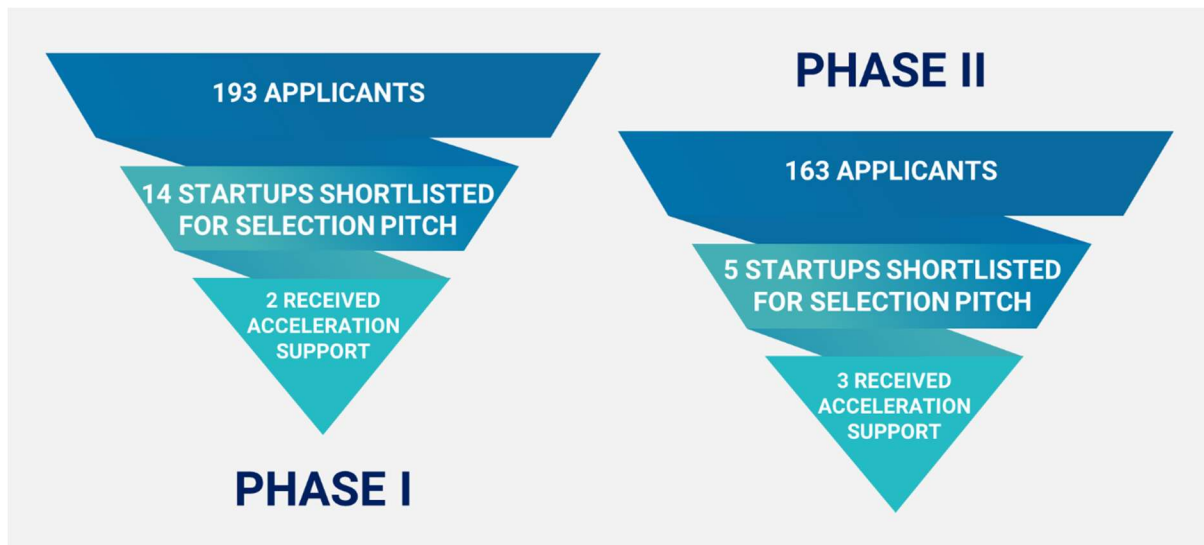 193 APPLICANTS
14 STARTUPS SHORTLISTED
FOR SELECTION PITCH
2 RECEIVED
ACCELERATION
SUPPORT
PHASE I
PHASE II
163 APPLICANTS
5 STARTUPS SHORTLISTED
FOR SELECTION PITCH
3 RECEIVED
ACCELERATION
SUPPORT